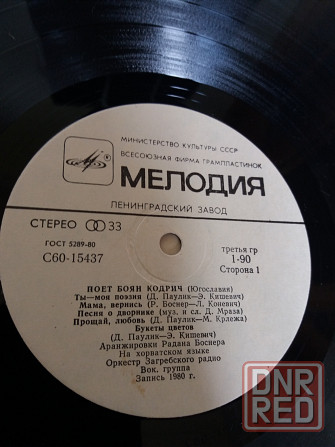 МИНИСТЕРСТВО КУЛЬТУРЫ СССР
ВСЕСОЮЗНАЯ ФИРМА ГРАМПЛАСТИНОК
МЕЛОДИЯ
ЛЕНИНГРАДСКИЙ ЗАВОД
СТЕРЕО 33
ГОСТ 5289-80
С60-15437
третья гр
1-90
Сторона 1
ПОЕТ БОЯН КОДРИЧ (Югославия)
Ты—моя поэзия (Д. Паулик—Э. Кишевич)
Мама, вернись (Р. Боснер—Л. Коневич)
Песня о дворнике (муз. и сл. Д. Мраза)
Прощай, любовь (Д. Паулик—М. Крлежа)
Букеты цветов
(Д. Паулик—Э. Кишевич)
Аранжировки Радана Боснера
На хорватском языке
Оркестр Загребского радио
Вок. группа
Запись 1980 г.
DNR
RED